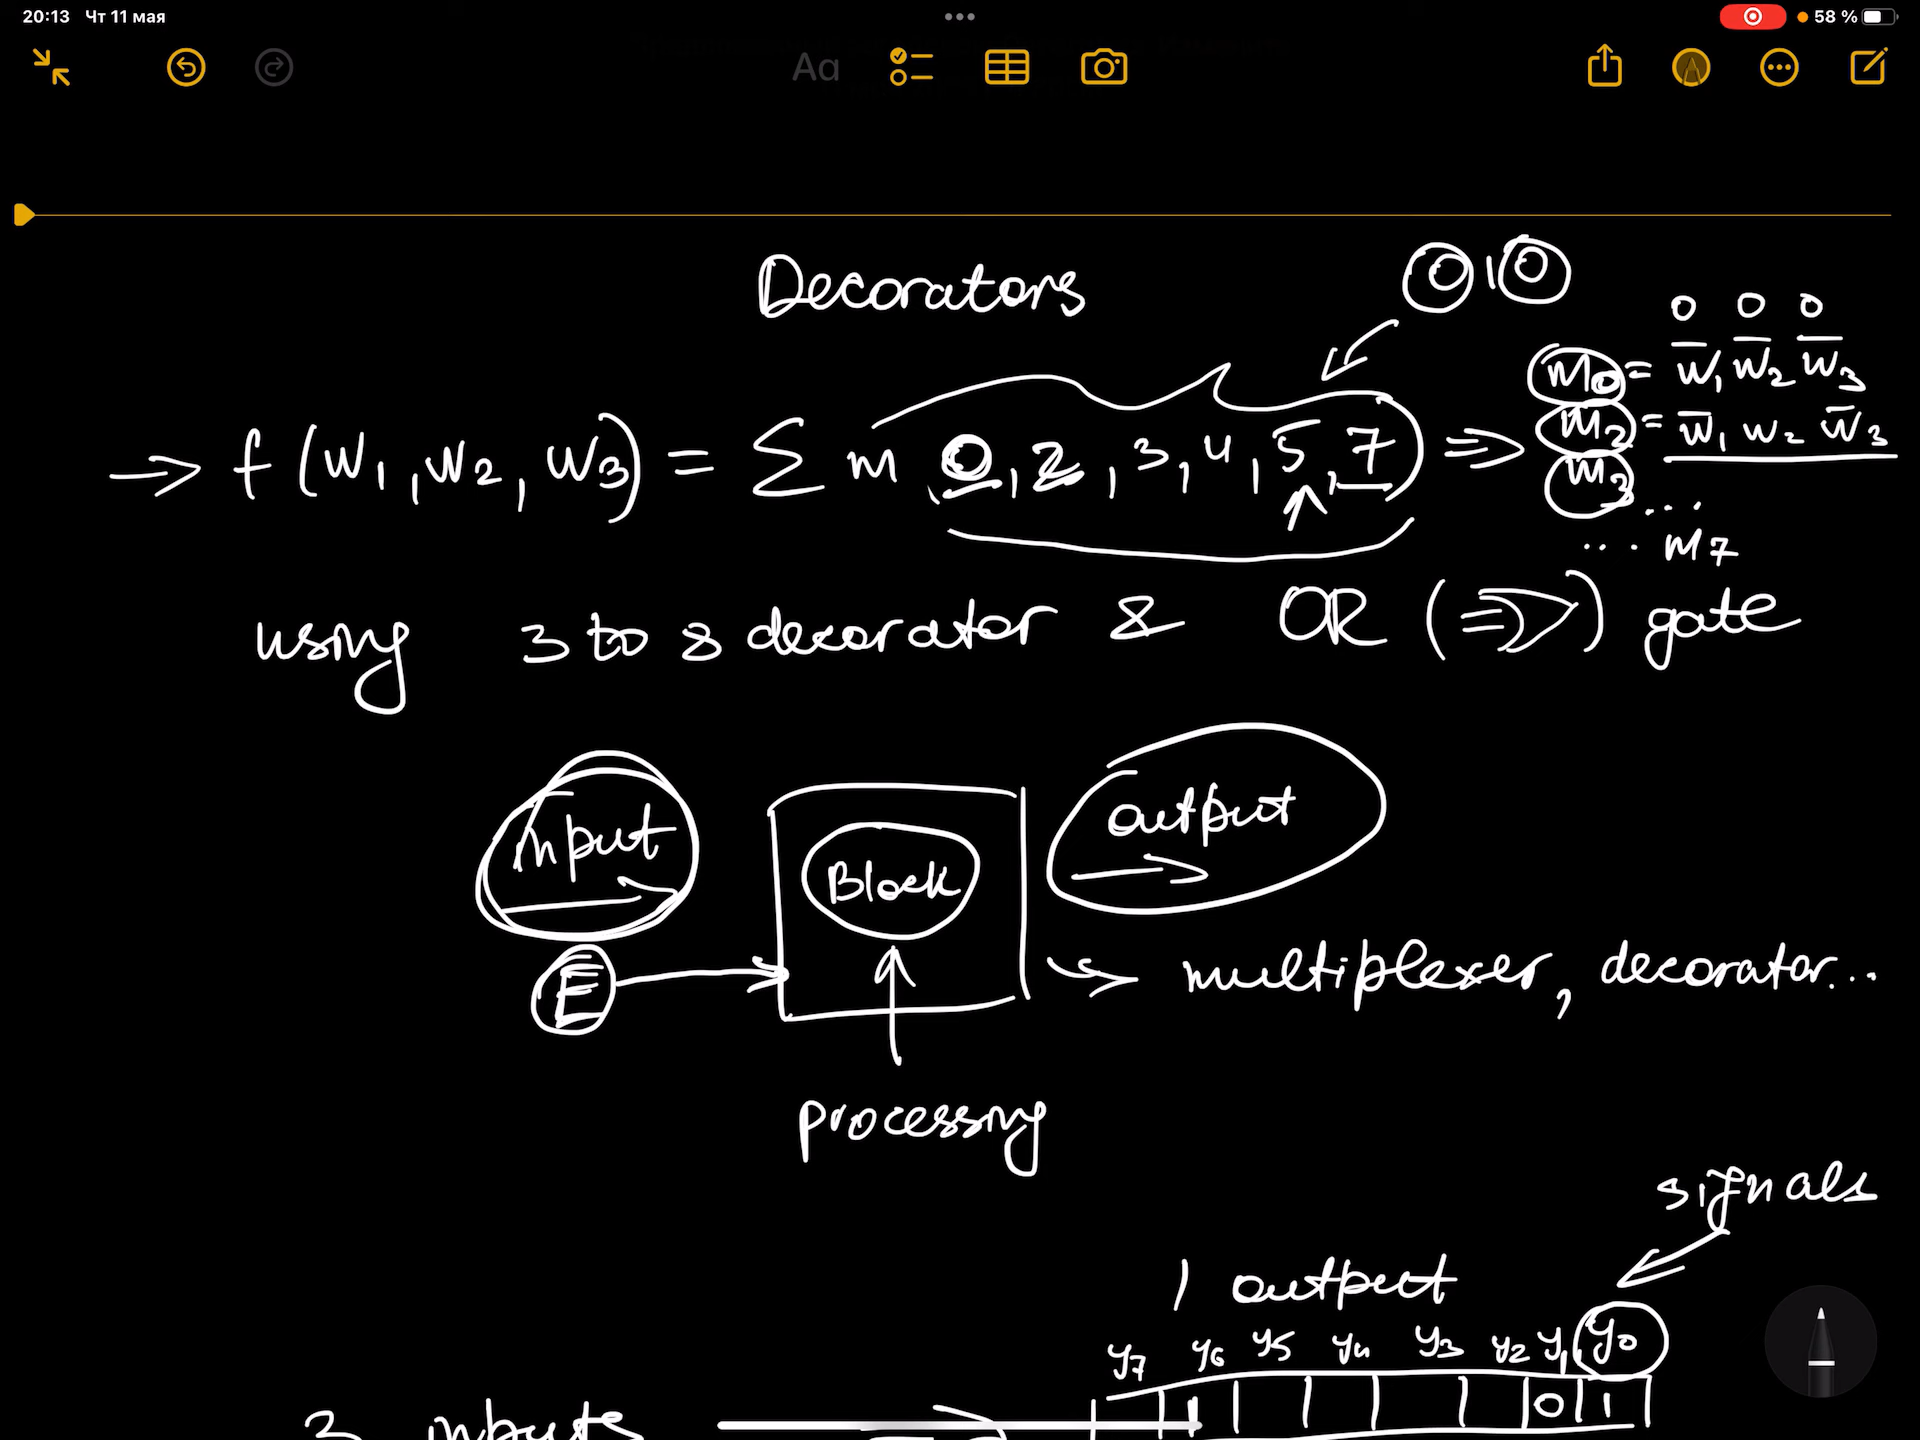 20:13 Чт 11 мая 58 %
Aa
Decorators
010
0 0 0
m0 = w̅1 w̅2 w̅3
→ f (w1, w2, w3) = Σ m (0, 2, 3, 4, 5, 7) ⇒ m2 = w̅1 w2 w̅3
m3 ...
... m7
using 3 to 8 decorator & OR (⇒) gate
input Block output
E → multiplexer, decorator...
processing
signals
1 output
y7 y6 y5 y4 y3 y2 y1 y0
0 1
3 inputs